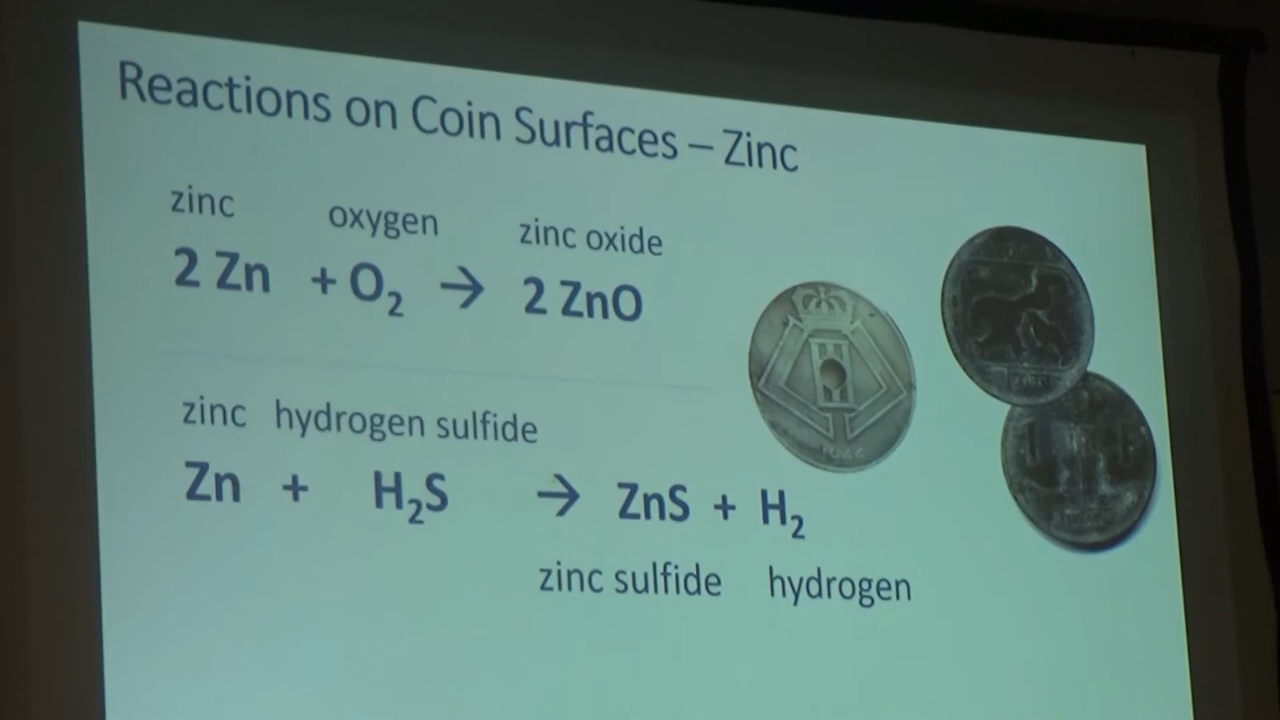 Reactions on Coin Surfaces – Zinc
zinc oxygen zinc oxide
2 Zn + O₂ → 2 ZnO
zinc hydrogen sulfide
Zn + H₂S → ZnS + H₂
zinc sulfide hydrogen